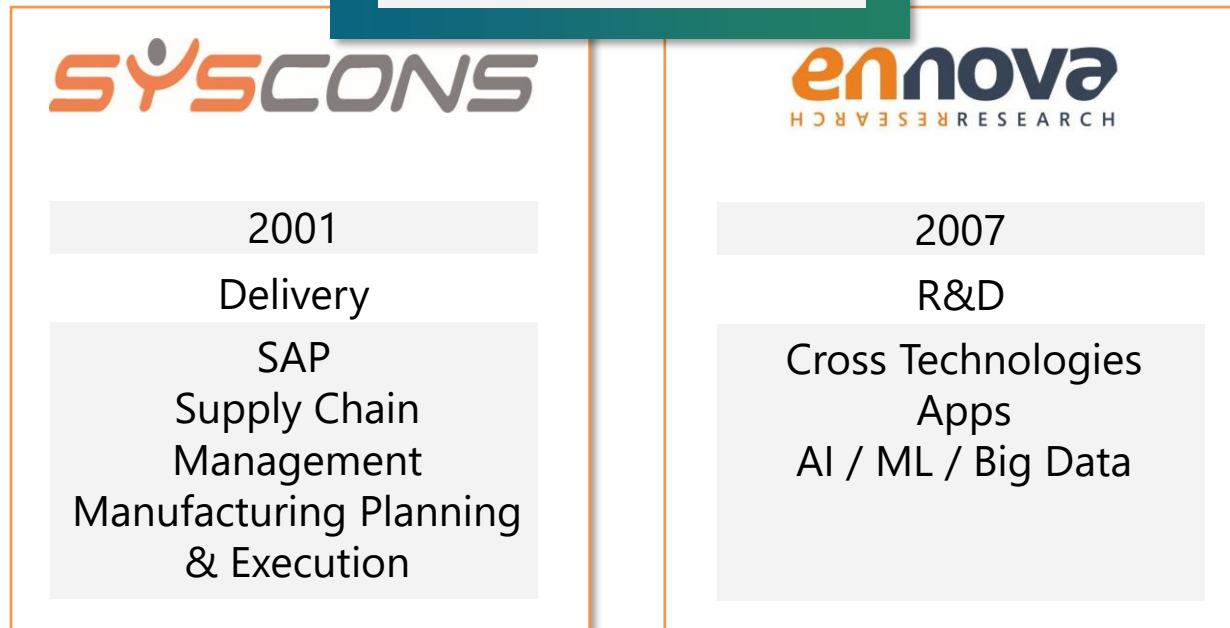 SYSCONS
2001
Delivery
SAP
Supply Chain
Management
Manufacturing Planning
& Execution
ennova
HCRAESERRESEARCH
2007
R&D
Cross Technologies
Apps
AI / ML / Big Data